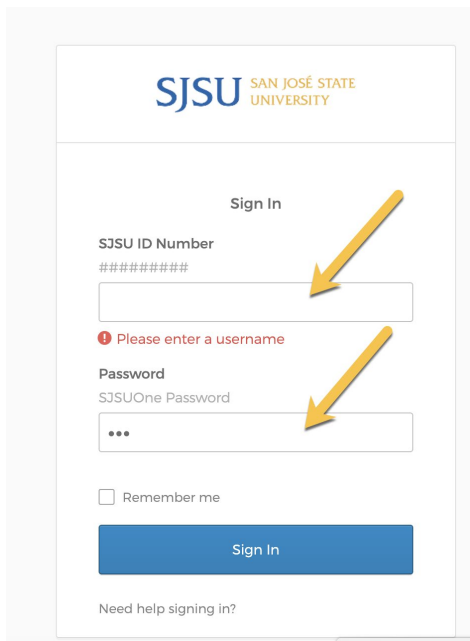 SJSU SAN JOSÉ STATE
UNIVERSITY
Sign In
SJSU ID Number
#########
Please enter a username
Password
SJSUOne Password
•••
Remember me
Sign In
Need help signing in?